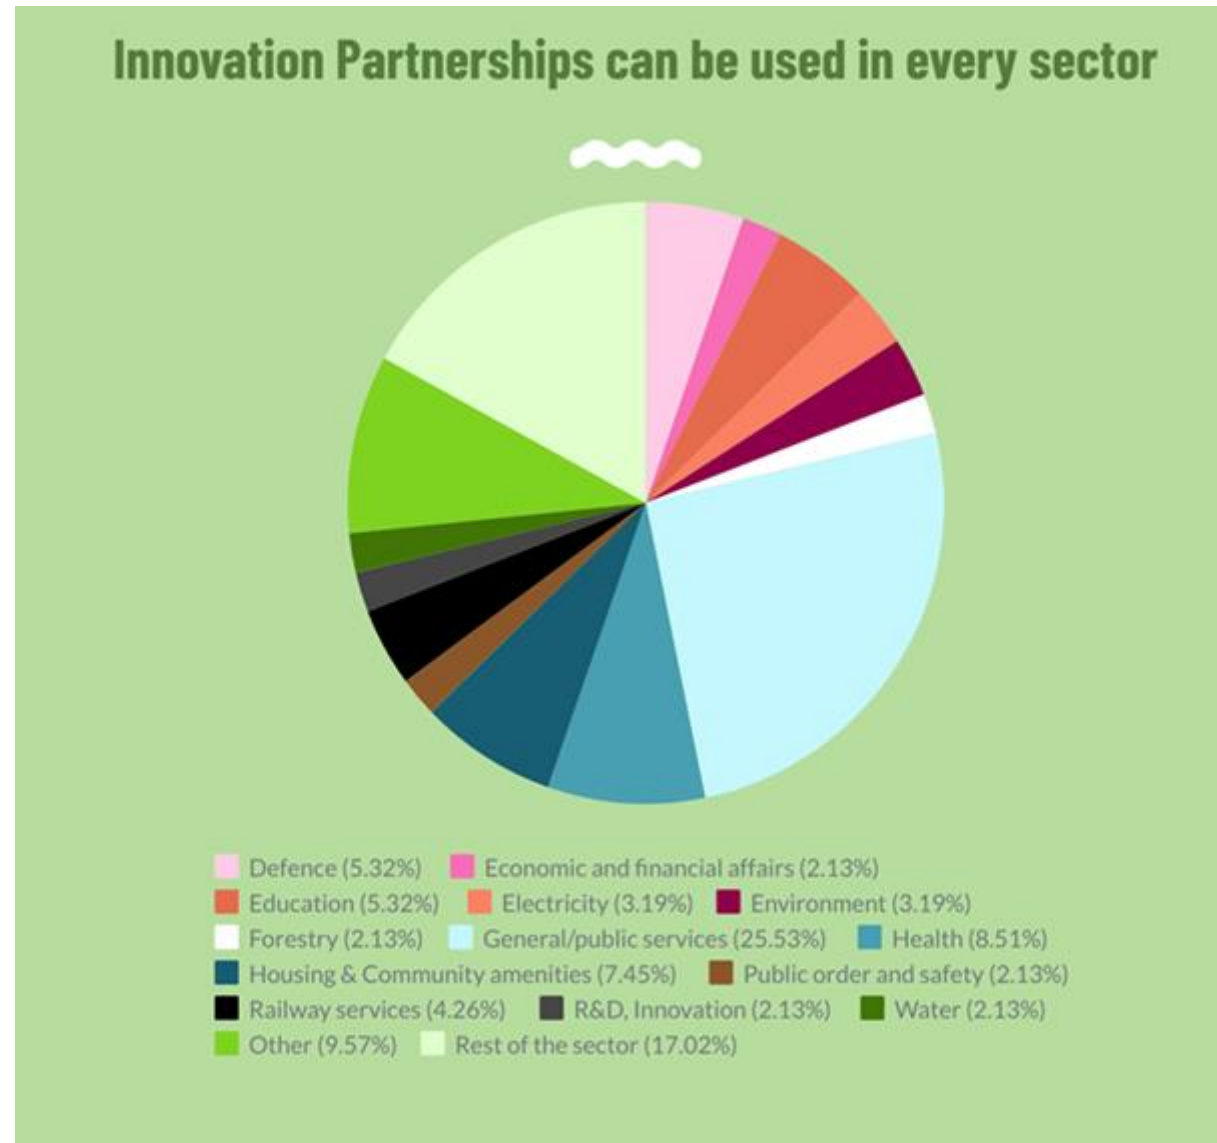 Innovation Partnerships can be used in every sector
Defence (5.32%) Economic and financial affairs (2.13%)
Education (5.32%) Electricity (3.19%) Environment (3.19%)
Forestry (2.13%) General/public services (25.53%) Health (8.51%)
Housing & Community amenities (7.45%) Public order and safety (2.13%)
Railway services (4.26%) R&D, Innovation (2.13%) Water (2.13%)
Other (9.57%) Rest of the sector (17.02%)